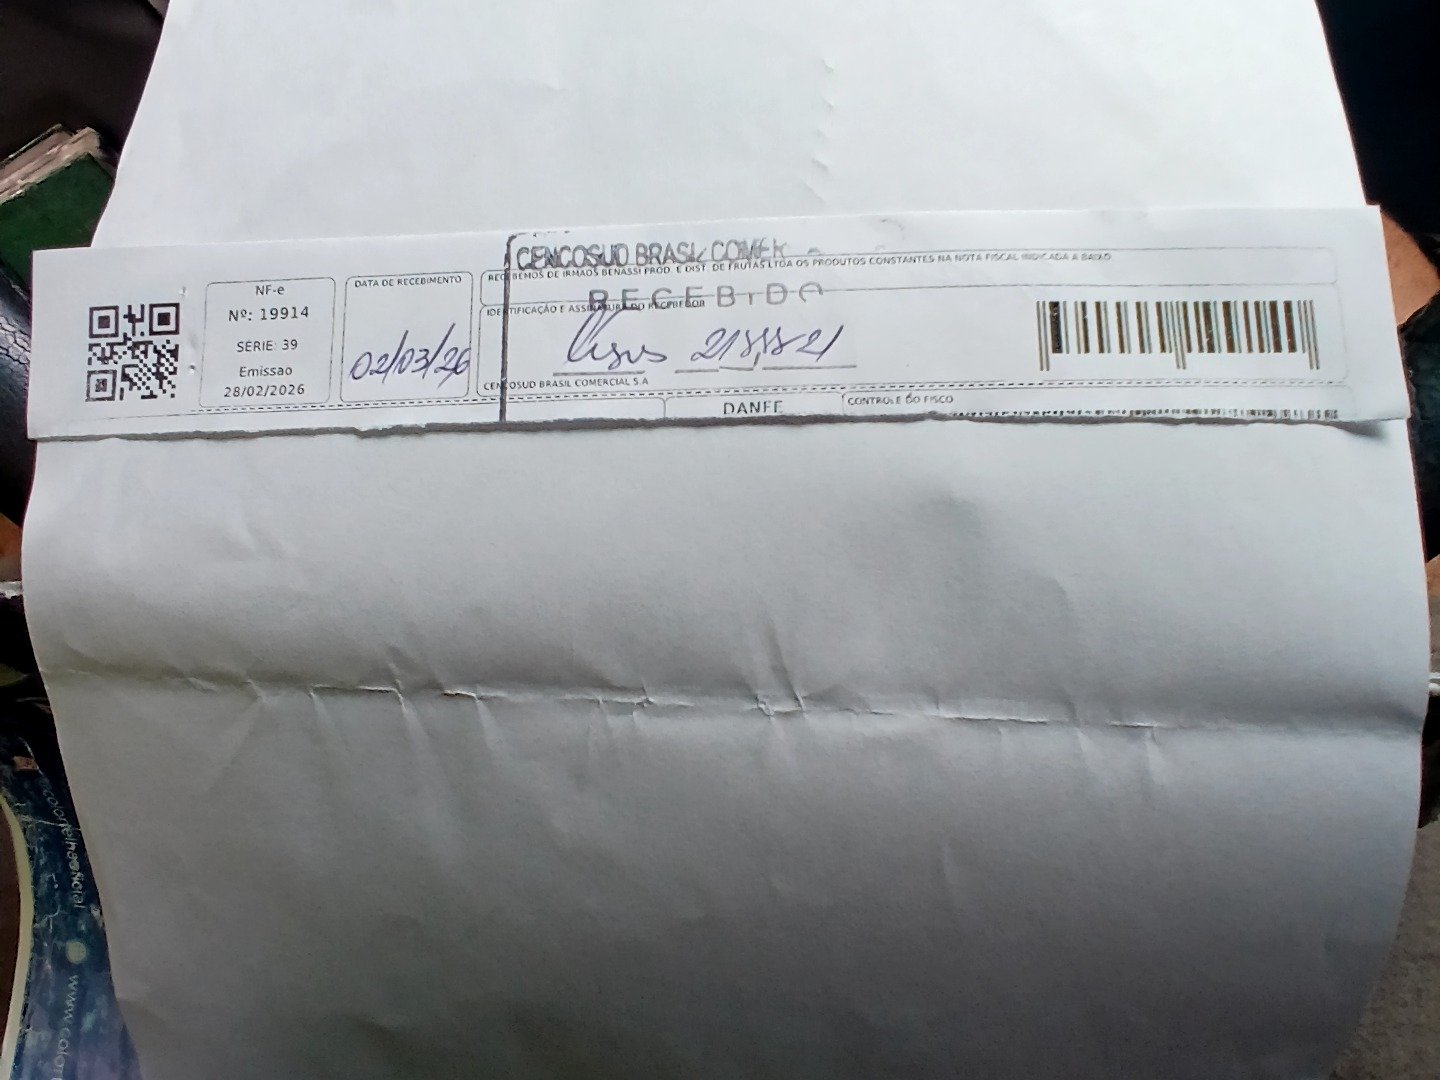 NF-e
Nº: 19914
SERIE: 39
Emissao
28/02/2026
DATA DE RECEBIMENTO
02/03/26
CENCOSUD BRASIL COMER
RECEBEMOS DE IRMAOS BENASSI PROD. E DIST. DE FRUTAS LTDA OS PRODUTOS CONSTANTES NA NOTA FISCAL INDICADA A BAIXO
RECEBIDO
IDENTIFICAÇÃO E ASSINATURA DO RECEBEDOR
CENCOSUD BRASIL COMERCIAL S.A
DANFE
CONTROLE DO FISCO